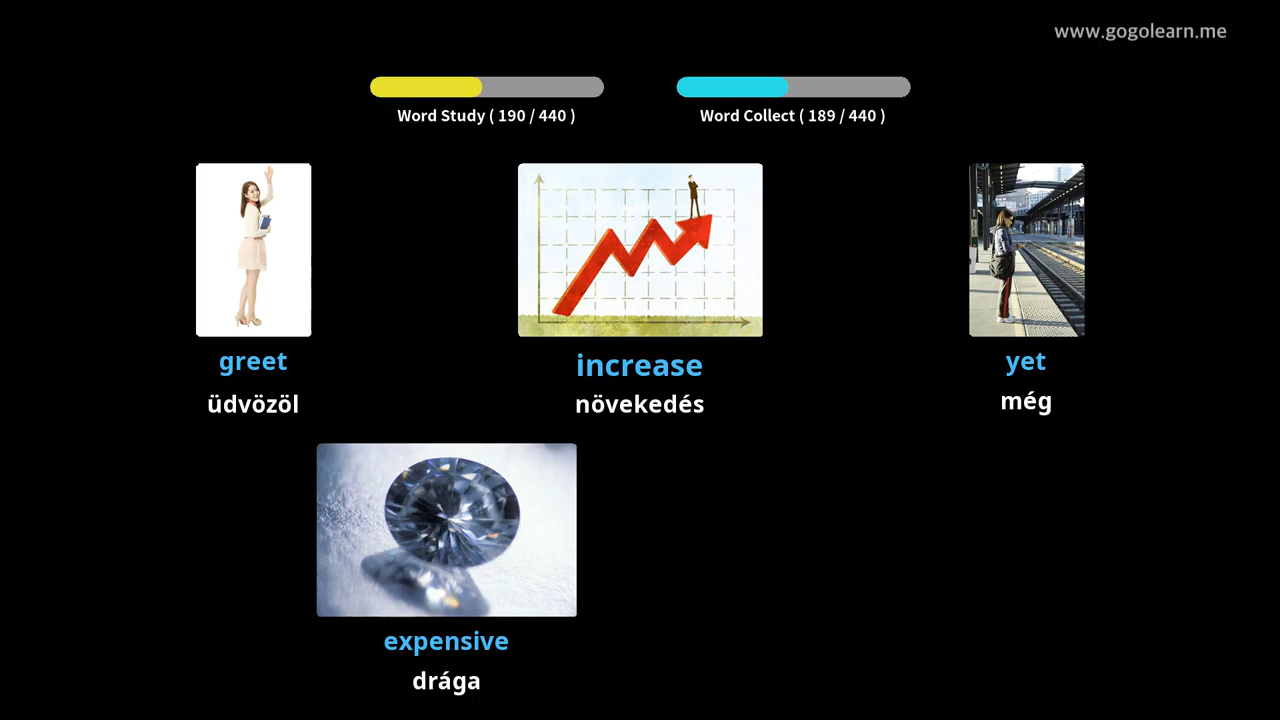 www.gogolearn.me
Word Study ( 190 / 440 )
Word Collect ( 189 / 440 )
greet
üdvözöl
increase
növekedés
yet
még
expensive
drága